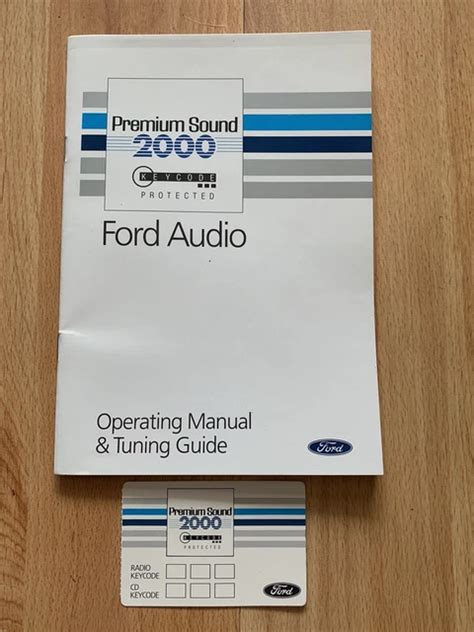 Premium Sound
2000
KEYCODE
PROTECTED
Ford Audio
Operating Manual
& Tuning Guide
Ford
Premium Sound
2000
KEYCODE
PROTECTED
RADIO
KEYCODE
CD
KEYCODE
Ford